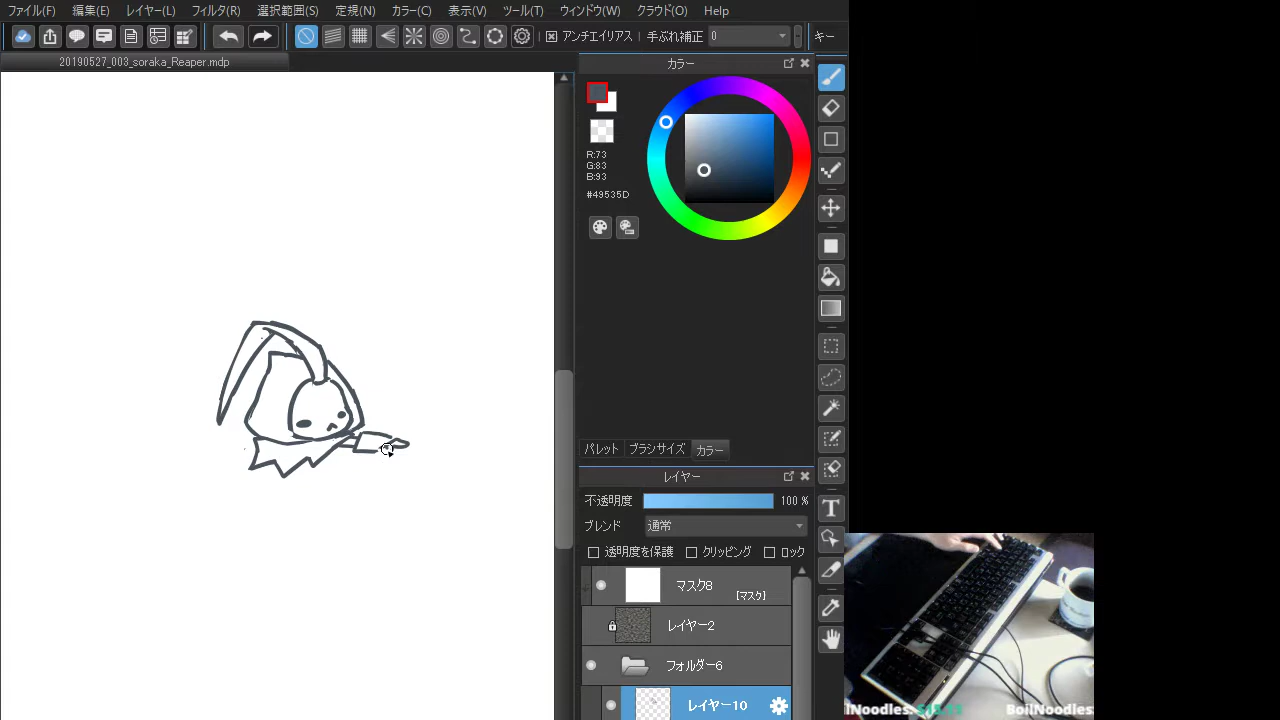 ファイル(F) 編集(E) レイヤー(L) フィルタ(R) 選択範囲(S) 定規(N) カラー(C) 表示(V) ツール(T) ウィンドウ(W) クラウド(O) Help
アンチエイリアス 手ぶれ補正 0 キー
20190527_003_soraka_Reaper.mdp
カラー
R:73
G:83
B:93
#49535D
パレット ブラシサイズ カラー
レイヤー
不透明度 100 %
ブレンド 通常
透明度を保護 クリッピング ロック
マスク8
[マスク]
レイヤー2
フォルダー6
レイヤー10
T
lNoodles: $15.11 BoilNoodles: